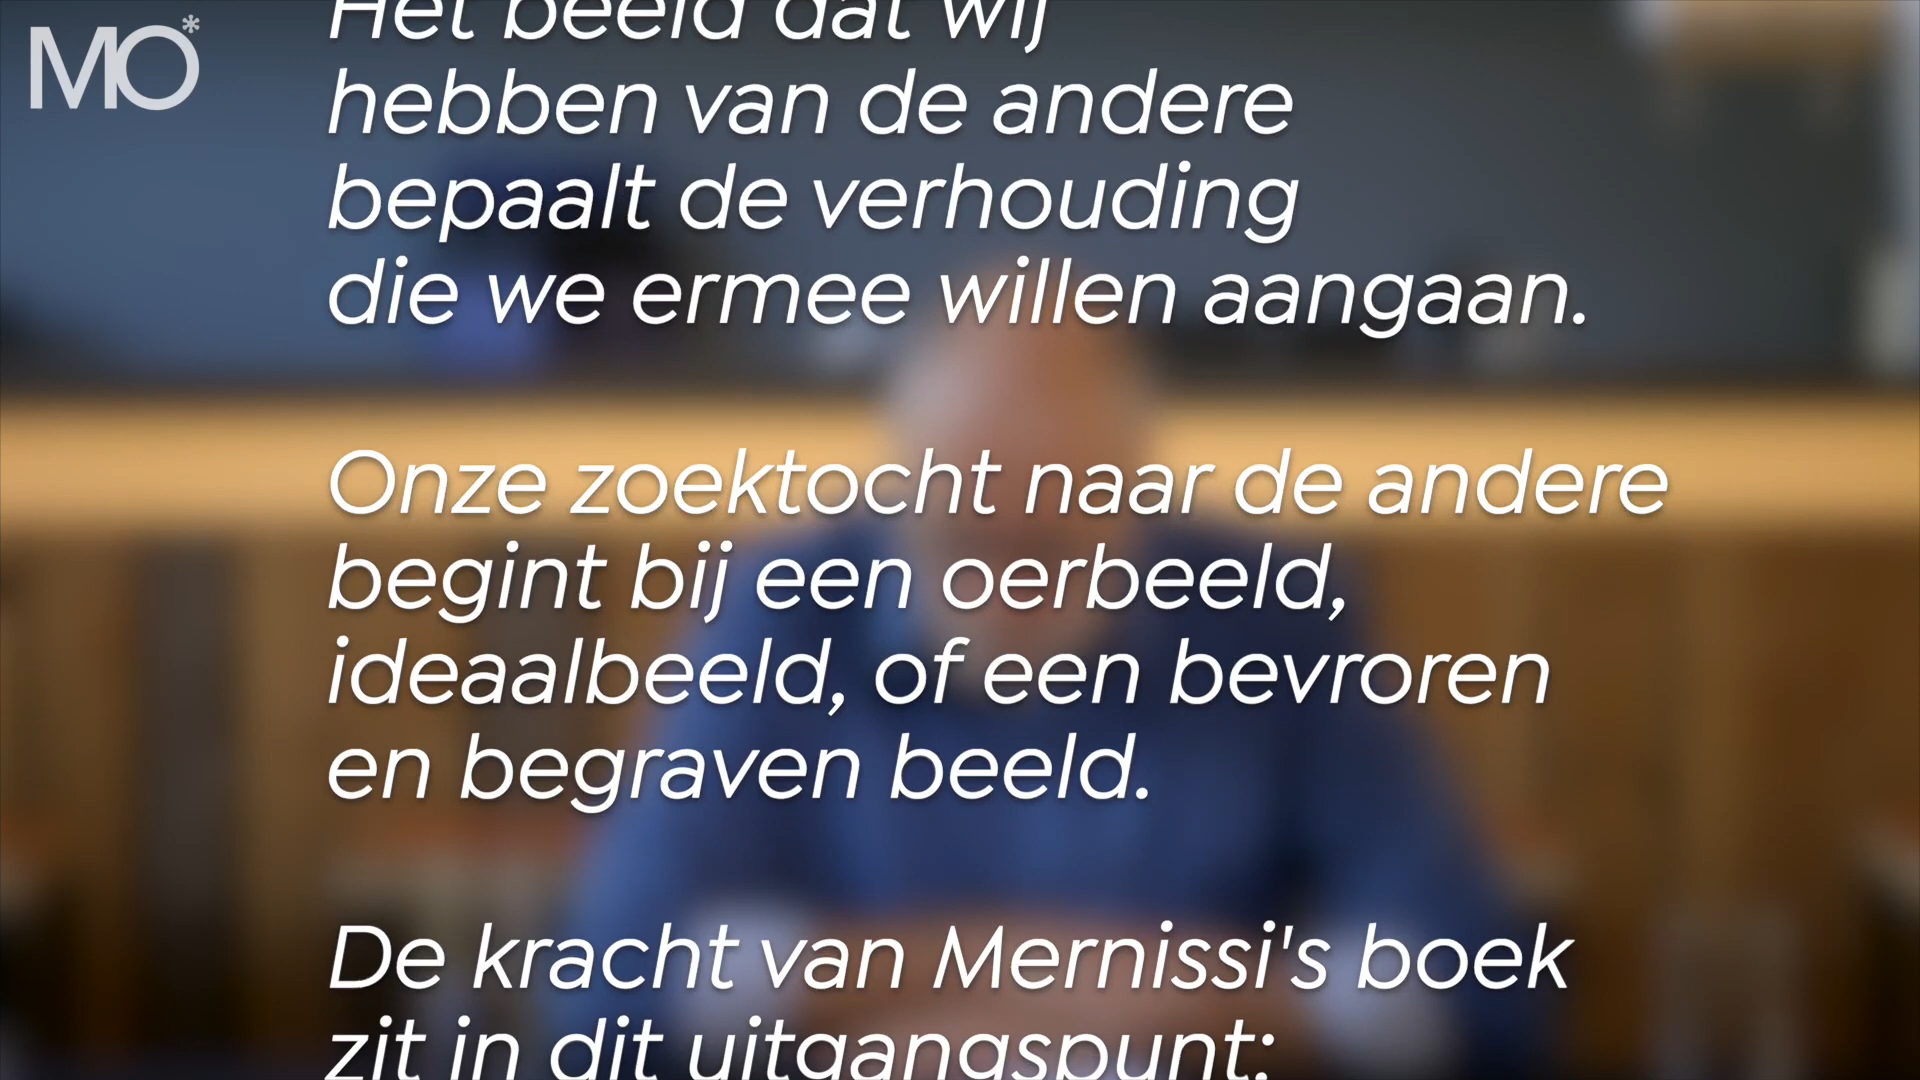 MO*
Het beeld dat wij
hebben van de andere
bepaalt de verhouding
die we ermee willen aangaan.
Onze zoektocht naar de andere
begint bij een oerbeeld,
ideaalbeeld, of een bevroren
en begraven beeld.
De kracht van Mernissi's boek
zit in dit uitgangspunt: